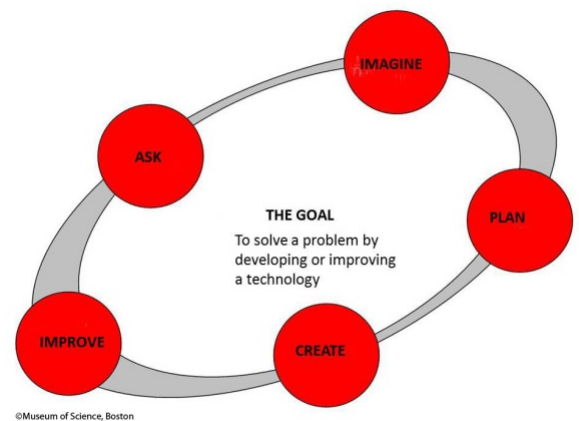 IMAGINE
ASK
PLAN
THE GOAL
To solve a problem by
developing or improving
a technology
IMPROVE
CREATE
©Museum of Science, Boston